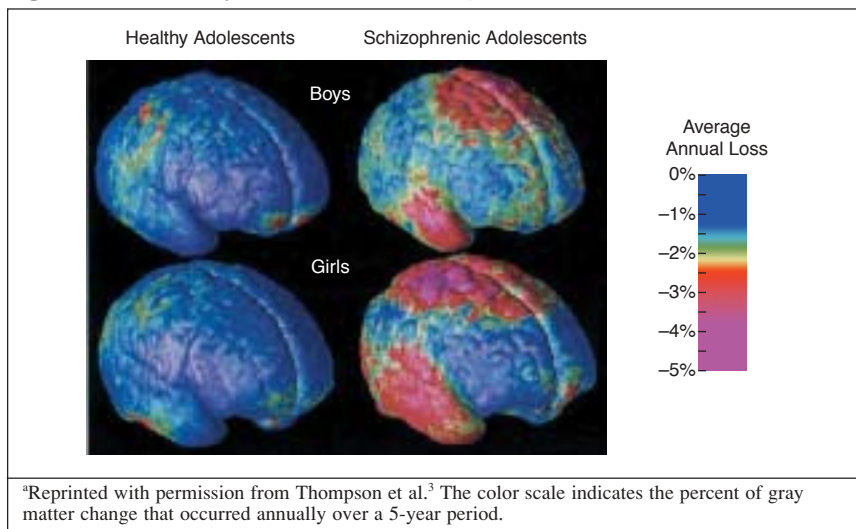 Healthy Adolescents Schizophrenic Adolescents
Boys
Girls
Average
Annual Loss
0%
–1%
–2%
–3%
–4%
–5%
ᵃReprinted with permission from Thompson et al.³ The color scale indicates the percent of gray
matter change that occurred annually over a 5-year period.